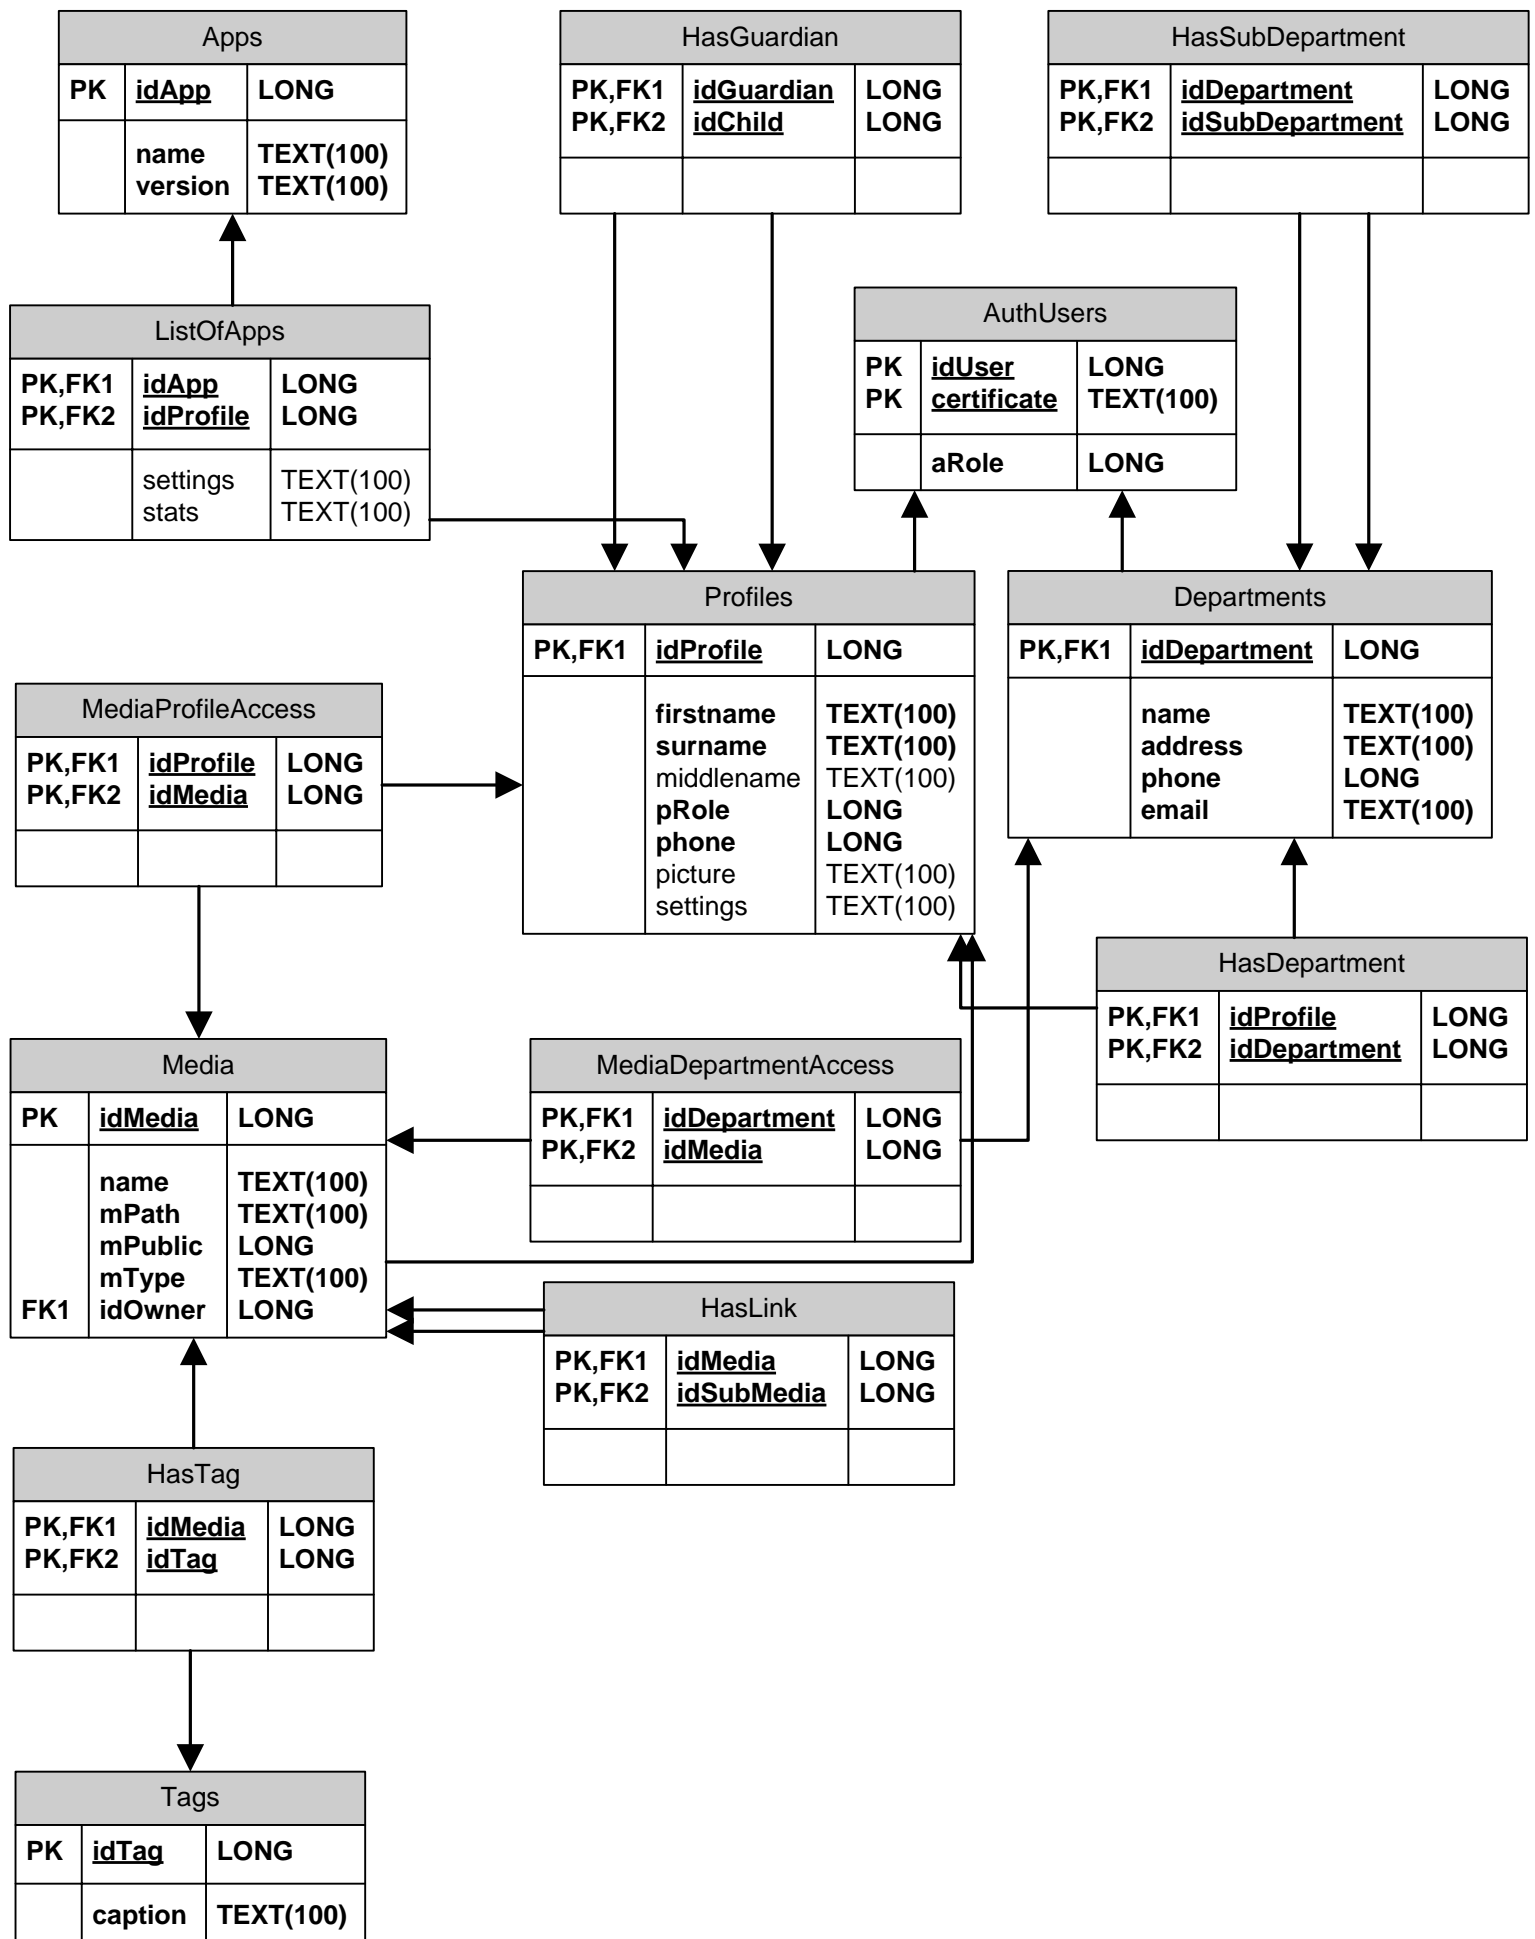 Apps
PK idApp LONG
name TEXT(100)
version TEXT(100)
HasGuardian
PK,FK1 idGuardian LONG
PK,FK2 idChild LONG
HasSubDepartment
PK,FK1 idDepartment LONG
PK,FK2 idSubDepartment LONG
ListOfApps
PK,FK1 idApp LONG
PK,FK2 idProfile LONG
settings TEXT(100)
stats TEXT(100)
AuthUsers
PK idUser LONG
PK certificate TEXT(100)
aRole LONG
Profiles
PK,FK1 idProfile LONG
firstname TEXT(100)
surname TEXT(100)
middlename TEXT(100)
pRole LONG
phone LONG
picture TEXT(100)
settings TEXT(100)
Departments
PK,FK1 idDepartment LONG
name TEXT(100)
address TEXT(100)
phone LONG
email TEXT(100)
MediaProfileAccess
PK,FK1 idProfile LONG
PK,FK2 idMedia LONG
HasDepartment
PK,FK1 idProfile LONG
PK,FK2 idDepartment LONG
Media
PK idMedia LONG
name TEXT(100)
mPath TEXT(100)
mPublic LONG
mType TEXT(100)
FK1 idOwner LONG
MediaDepartmentAccess
PK,FK1 idDepartment LONG
PK,FK2 idMedia LONG
HasLink
PK,FK1 idMedia LONG
PK,FK2 idSubMedia LONG
HasTag
PK,FK1 idMedia LONG
PK,FK2 idTag LONG
Tags
PK idTag LONG
caption TEXT(100)